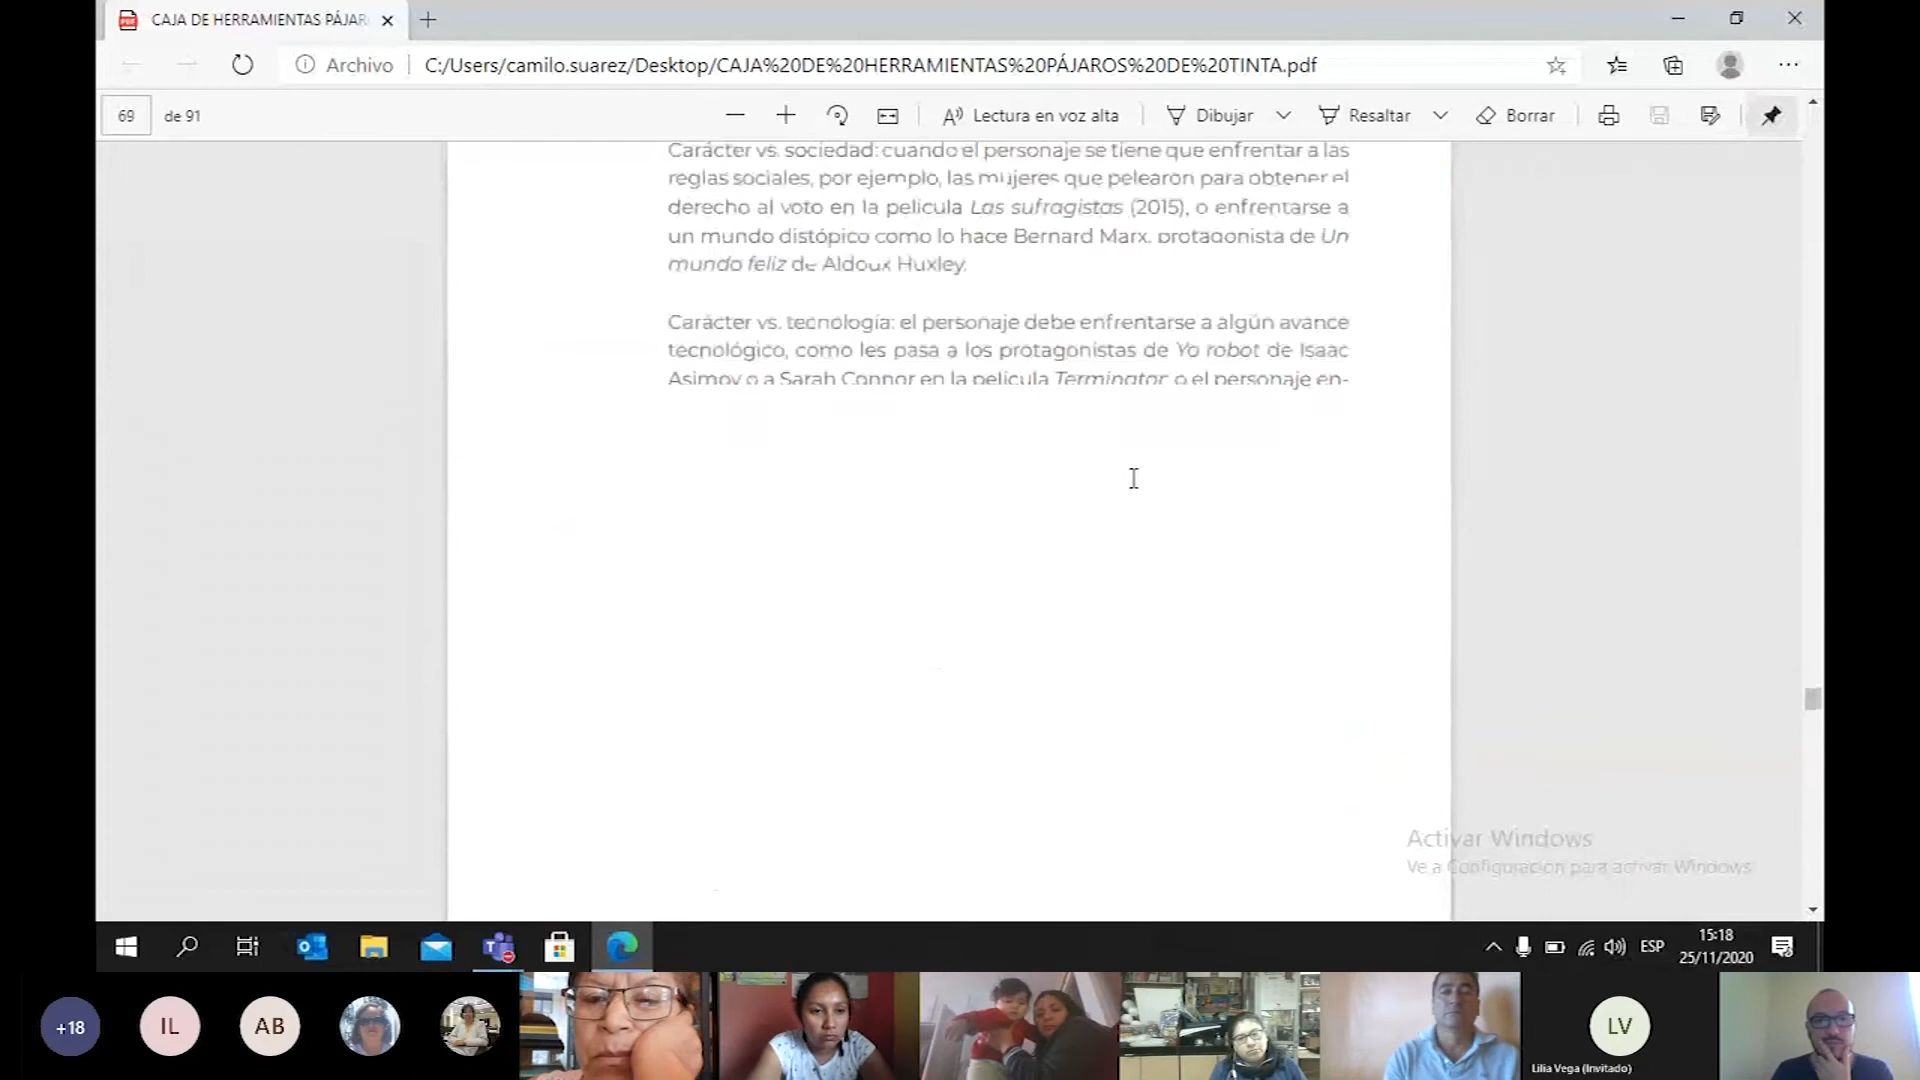 CAJA DE HERRAMIENTAS PÁJAR
Archivo
C:/Users/camilo.suarez/Desktop/CAJA%20DE%20HERRAMIENTAS%20PÁJAROS%20DE%20TINTA.pdf
69 de 91
Lectura en voz alta
Dibujar
Resaltar
Borrar
Carácter vs. sociedad: cuando el personaje se tiene que enfrentar a las
reglas sociales, por ejemplo, las mujeres que pelearon para obtener el
derecho al voto en la película Las sufragistas (2015), o enfrentarse a
un mundo distópico como lo hace Bernard Marx, protagonista de Un
mundo feliz de Aldoux Huxley.
Carácter vs. tecnología: el personaje debe enfrentarse a algún avance
tecnológico, como les pasa a los protagonistas de Yo robot de Isaac
Asimov o a Sarah Connor en la película Terminator o el personaje en-
Activar Windows
Ve a Configuración para activar Windows
ESP
15:18
25/11/2020
+18
IL
AB
LV
Lilia Vega (Invitado)